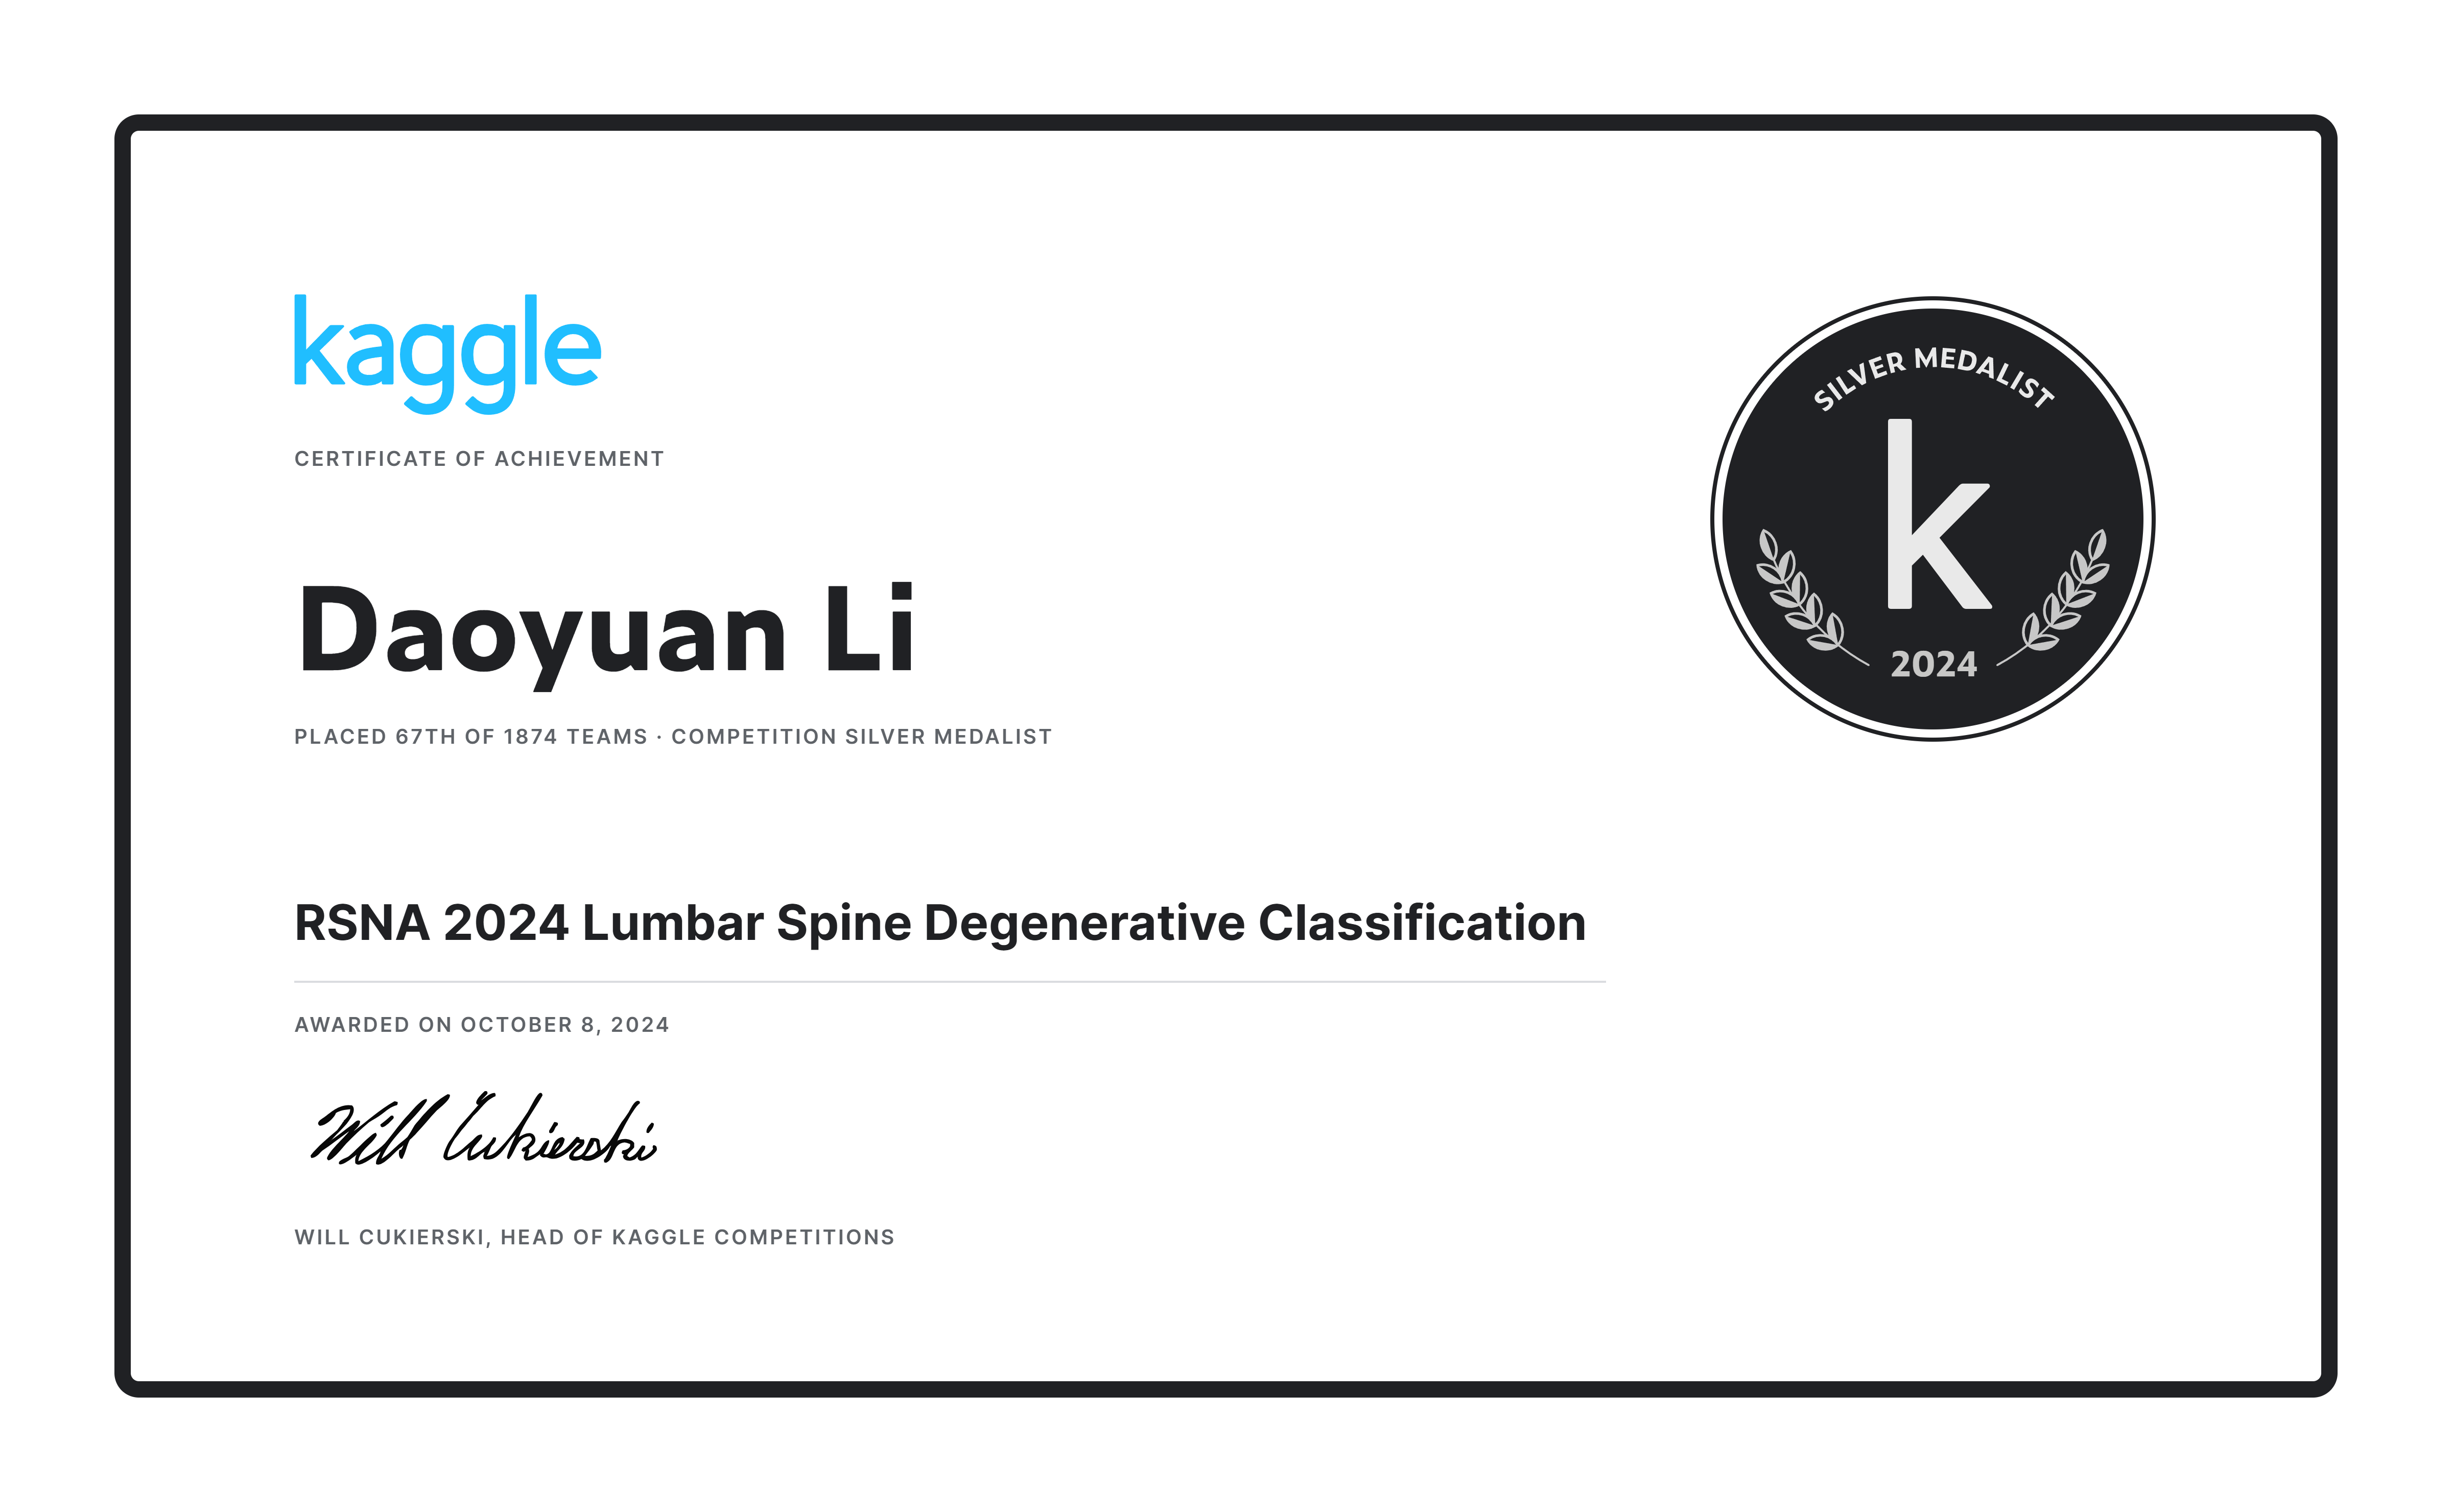 kaggle
CERTIFICATE OF ACHIEVEMENT
SILVER MEDALIST
k
2024
Daoyuan Li
PLACED 67TH OF 1874 TEAMS · COMPETITION SILVER MEDALIST
RSNA 2024 Lumbar Spine Degenerative Classification
AWARDED ON OCTOBER 8, 2024
Will Cukierski
WILL CUKIERSKI, HEAD OF KAGGLE COMPETITIONS